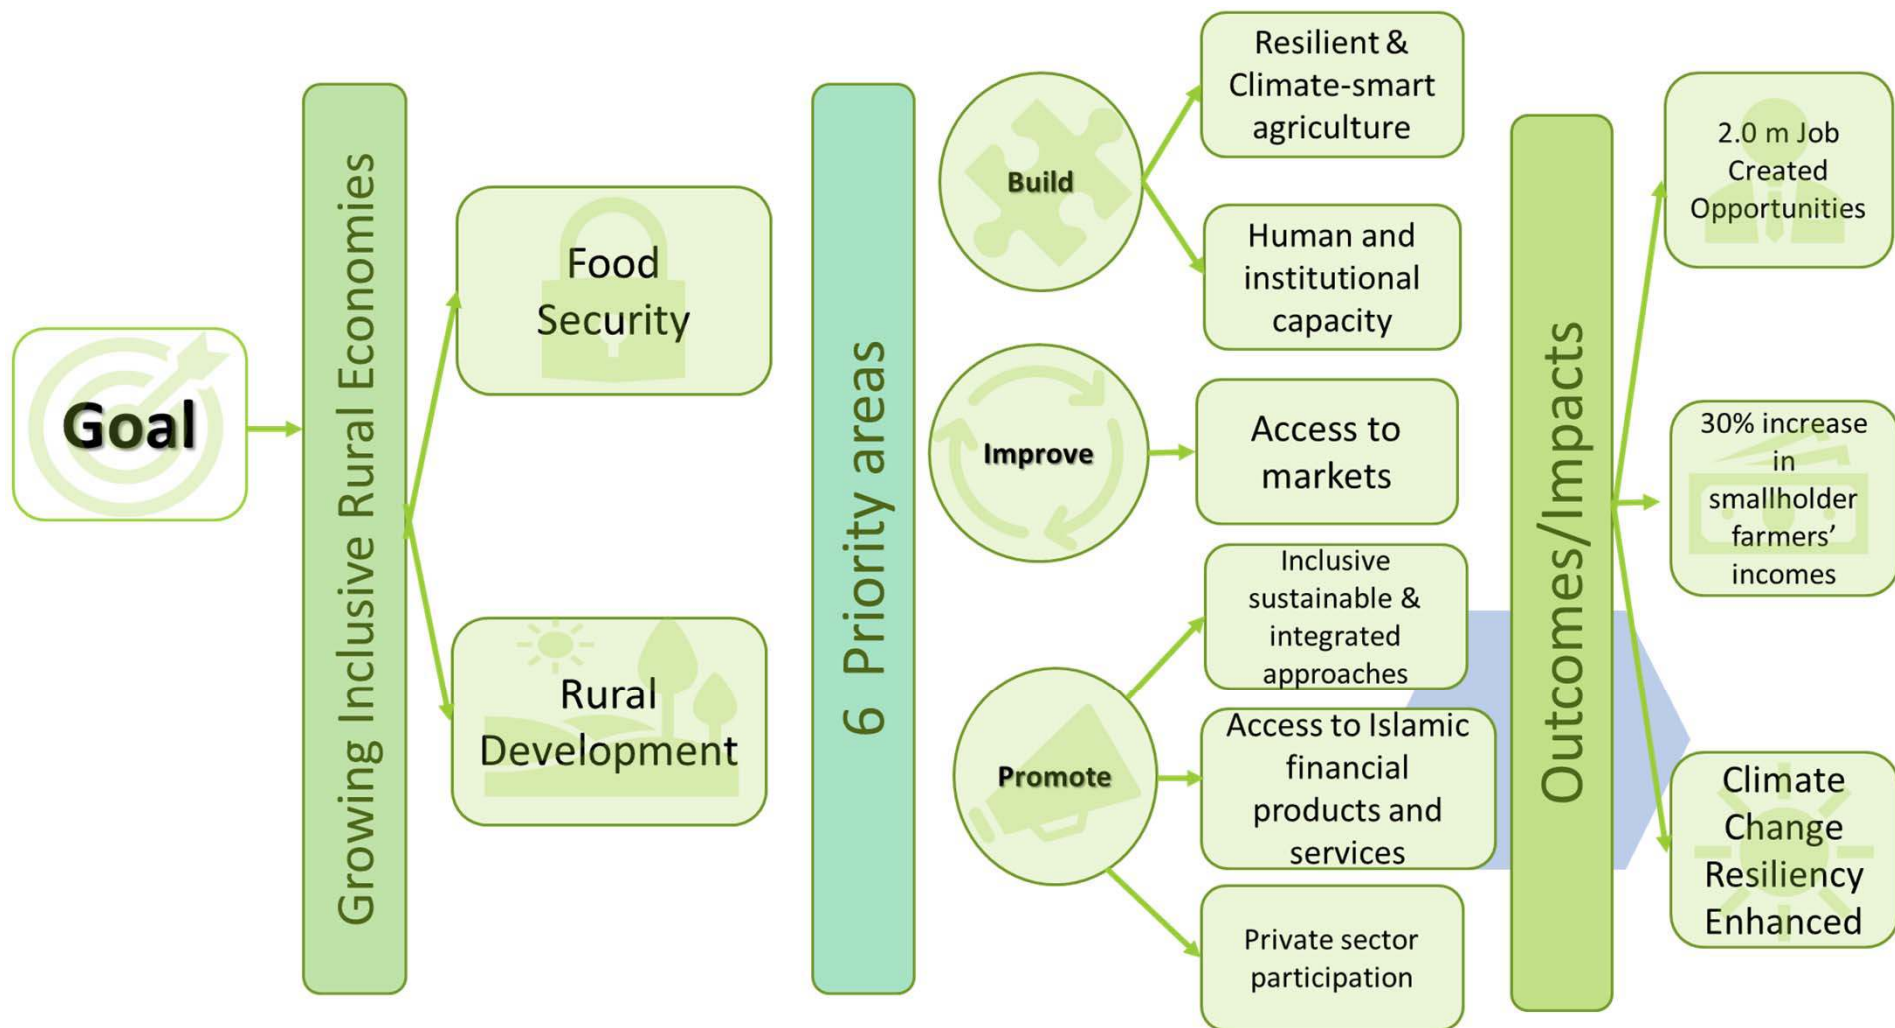 Goal
Growing Inclusive Rural Economies
Food
Security
Rural
Development
6 Priority areas
Build
Resilient &
Climate-smart
agriculture
Human and
institutional
capacity
Improve
Access to
markets
Promote
Inclusive
sustainable &
integrated
approaches
Access to Islamic
financial
products and
services
Private sector
participation
Outcomes/Impacts
2.0 m Job
Created
Opportunities
30% increase
in
smallholder
farmers’
incomes
Climate
Change
Resiliency
Enhanced